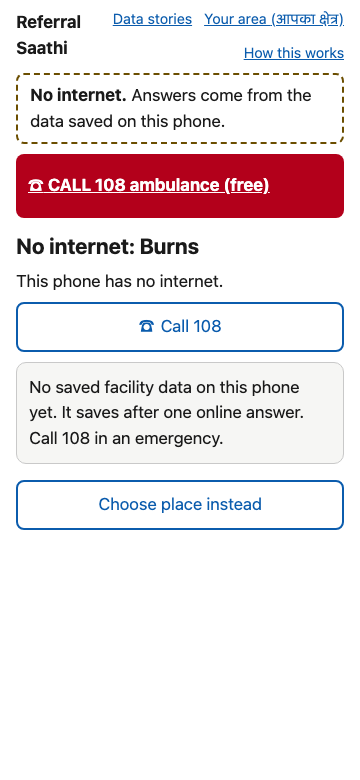 Referral Saathi
Data stories
Your area (आपका क्षेत्र)
How this works
No internet. Answers come from the
data saved on this phone.
☎ CALL 108 ambulance (free)
No internet: Burns
This phone has no internet.
☎ Call 108
No saved facility data on this phone
yet. It saves after one online answer.
Call 108 in an emergency.
Choose place instead